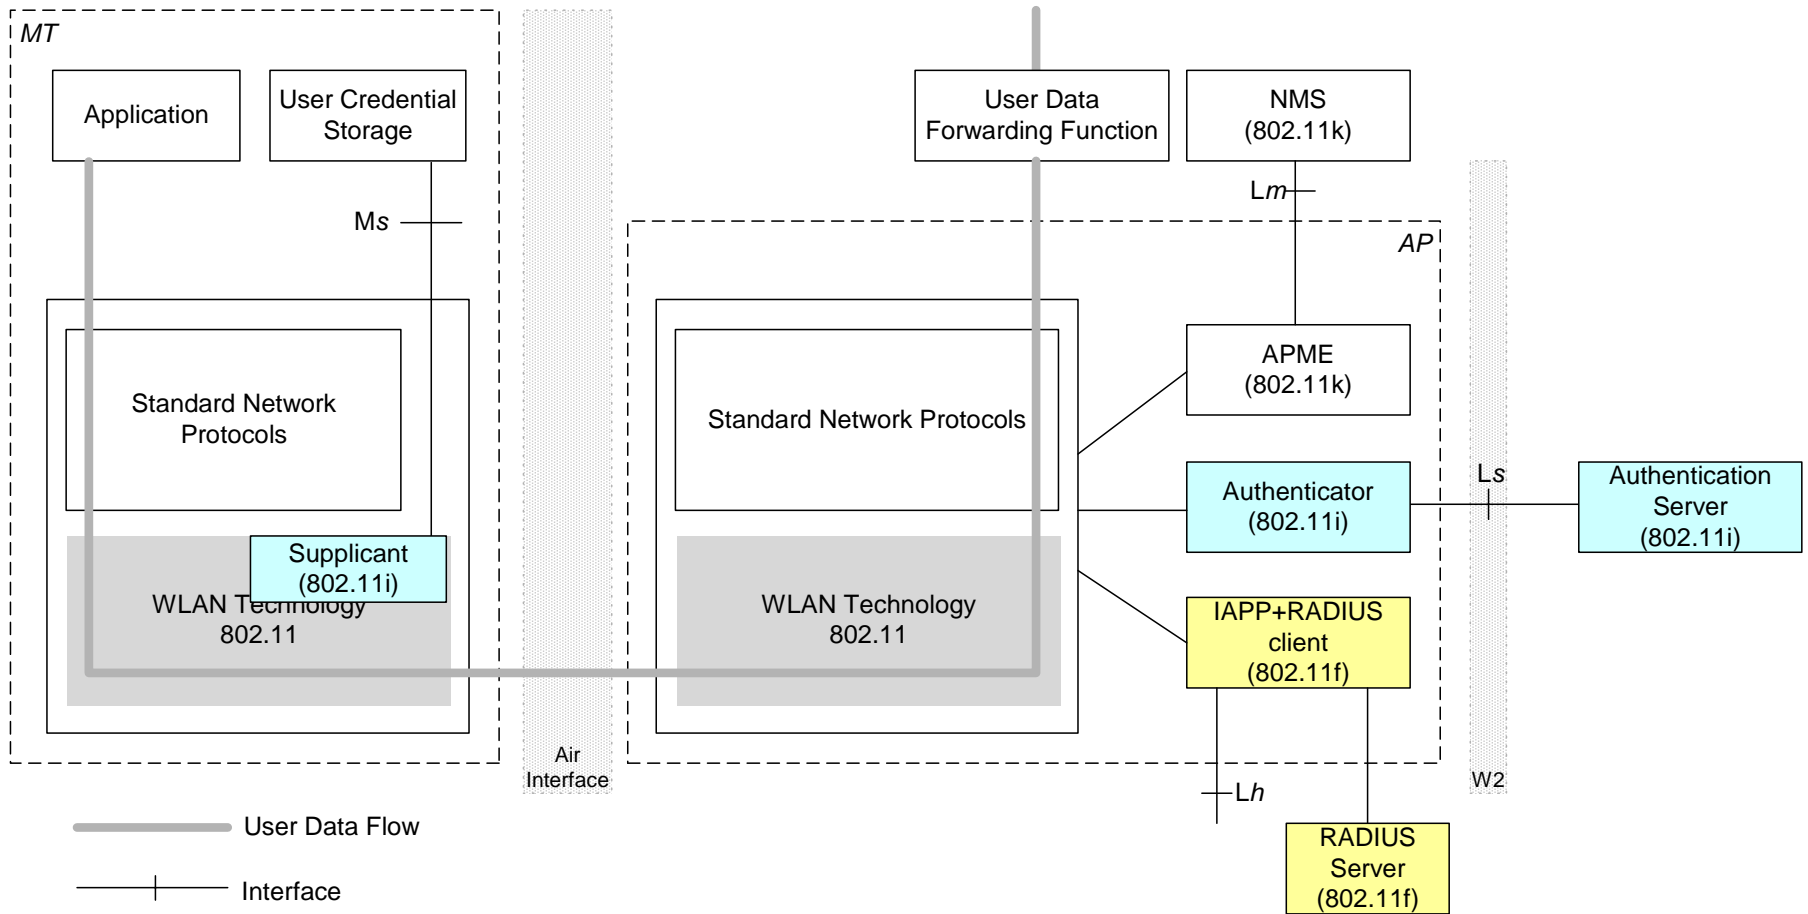 MT
Application
User Credential
Storage
Ms
Standard Network
Protocols
Supplicant
(802.11i)
WLAN Technology
802.11
Air
Interface
User Data
Forwarding Function
NMS
(802.11k)
Lm
AP
Standard Network Protocols
APME
(802.11k)
Authenticator
(802.11i)
Ls
Authentication
Server
(802.11i)
WLAN Technology
802.11
IAPP+RADIUS
client
(802.11f)
Lh
W2
RADIUS
Server
(802.11f)
User Data Flow
Interface